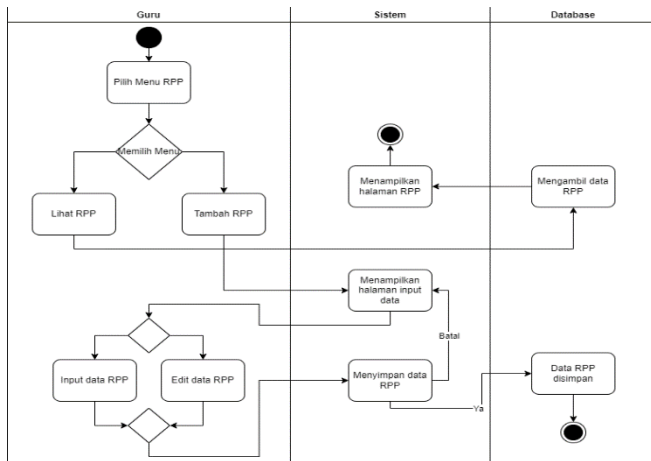 Guru
Sistem
Database
Pilih Menu RPP
Memilih Menu
Lihat RPP
Tambah RPP
Menampilkan
halaman RPP
Mengambil data
RPP
Menampilkan
halaman input
data
Batal
Input data RPP
Edit data RPP
Menyimpan data
RPP
Ya
Data RPP
disimpan